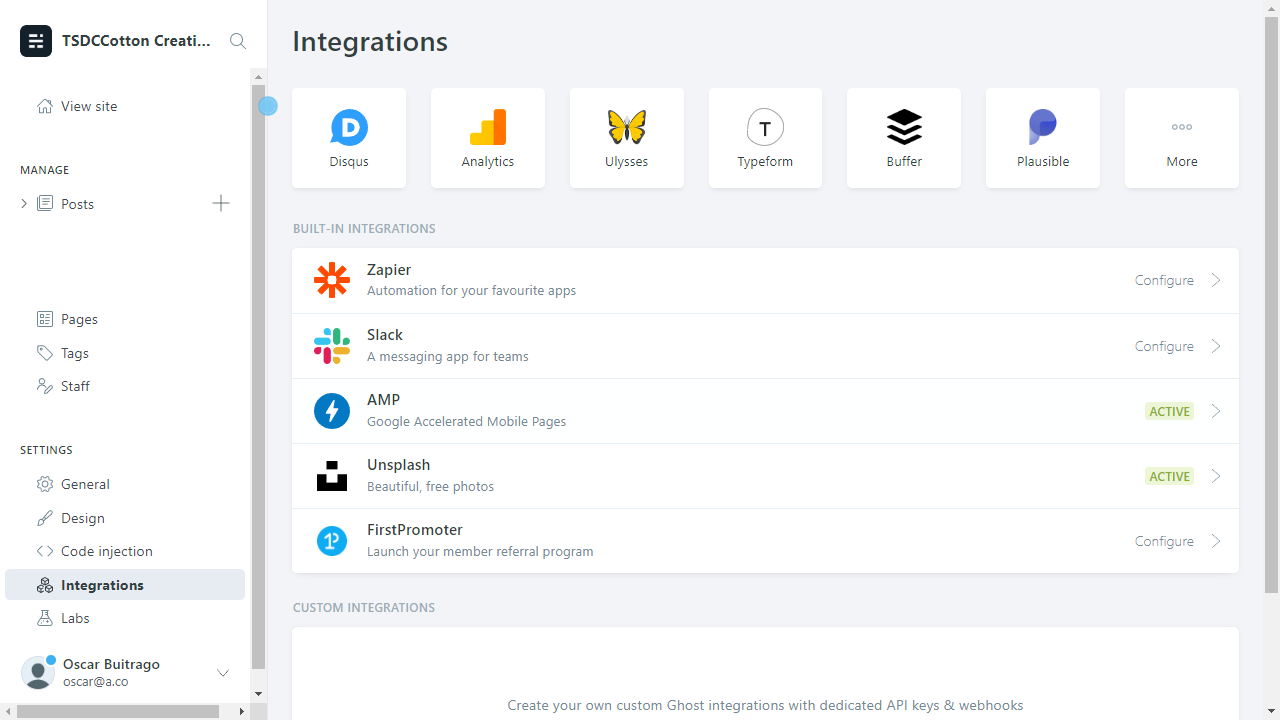 TSDCCotton Creati...
View site
MANAGE
Posts
Pages
Tags
Staff
SETTINGS
General
Design
Code injection
Integrations
Labs
Oscar Buitrago
oscar@a.co
Integrations
Disqus
Analytics
Ulysses
Typeform
Buffer
Plausible
More
BUILT-IN INTEGRATIONS
Zapier
Automation for your favourite apps
Configure
Slack
A messaging app for teams
Configure
AMP
Google Accelerated Mobile Pages
ACTIVE
Unsplash
Beautiful, free photos
ACTIVE
FirstPromoter
Launch your member referral program
Configure
CUSTOM INTEGRATIONS
Create your own custom Ghost integrations with dedicated API keys & webhooks